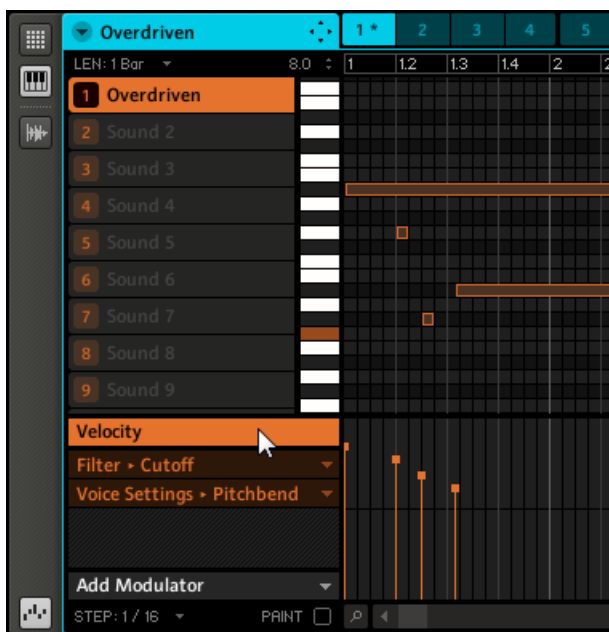 Overdriven 1 * 2 3 4 5
LEN: 1 Bar 8.0 1 1.2 1.3 1.4 2
1 Overdriven
2 Sound 2
3 Sound 3
4 Sound 4
5 Sound 5
6 Sound 6
7 Sound 7
8 Sound 8
9 Sound 9
Velocity
Filter ▸ Cutoff
Voice Settings ▸ Pitchbend
Add Modulator
STEP: 1 / 16 PAINT